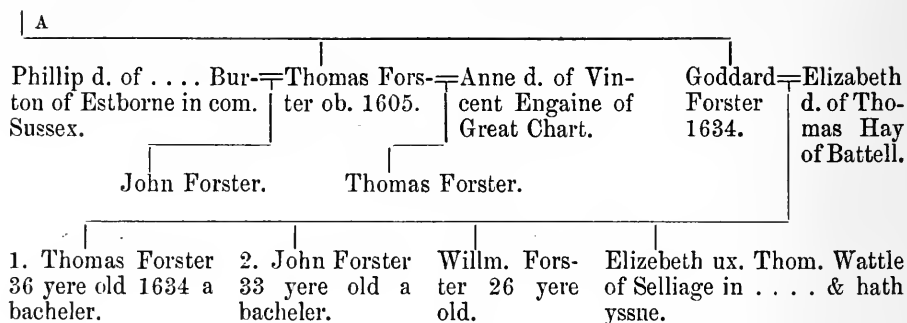 A
Phillip d. of .... Bur-
ton of Estborne in com.
Sussex.
Thomas Fors-
ter ob. 1605.
Anne d. of Vin-
cent Engaine of
Great Chart.
Goddard
Forster
1634.
Elizabeth
d. of Tho-
mas Hay
of Battell.
John Forster.
Thomas Forster.
1. Thomas Forster
36 yere old 1634 a
bacheler.
2. John Forster
33 yere old a
bacheler.
Willm. Fors-
ter 26 yere
old.
Elizebeth ux. Thom. Wattle
of Selliage in .... & hath
yssne.